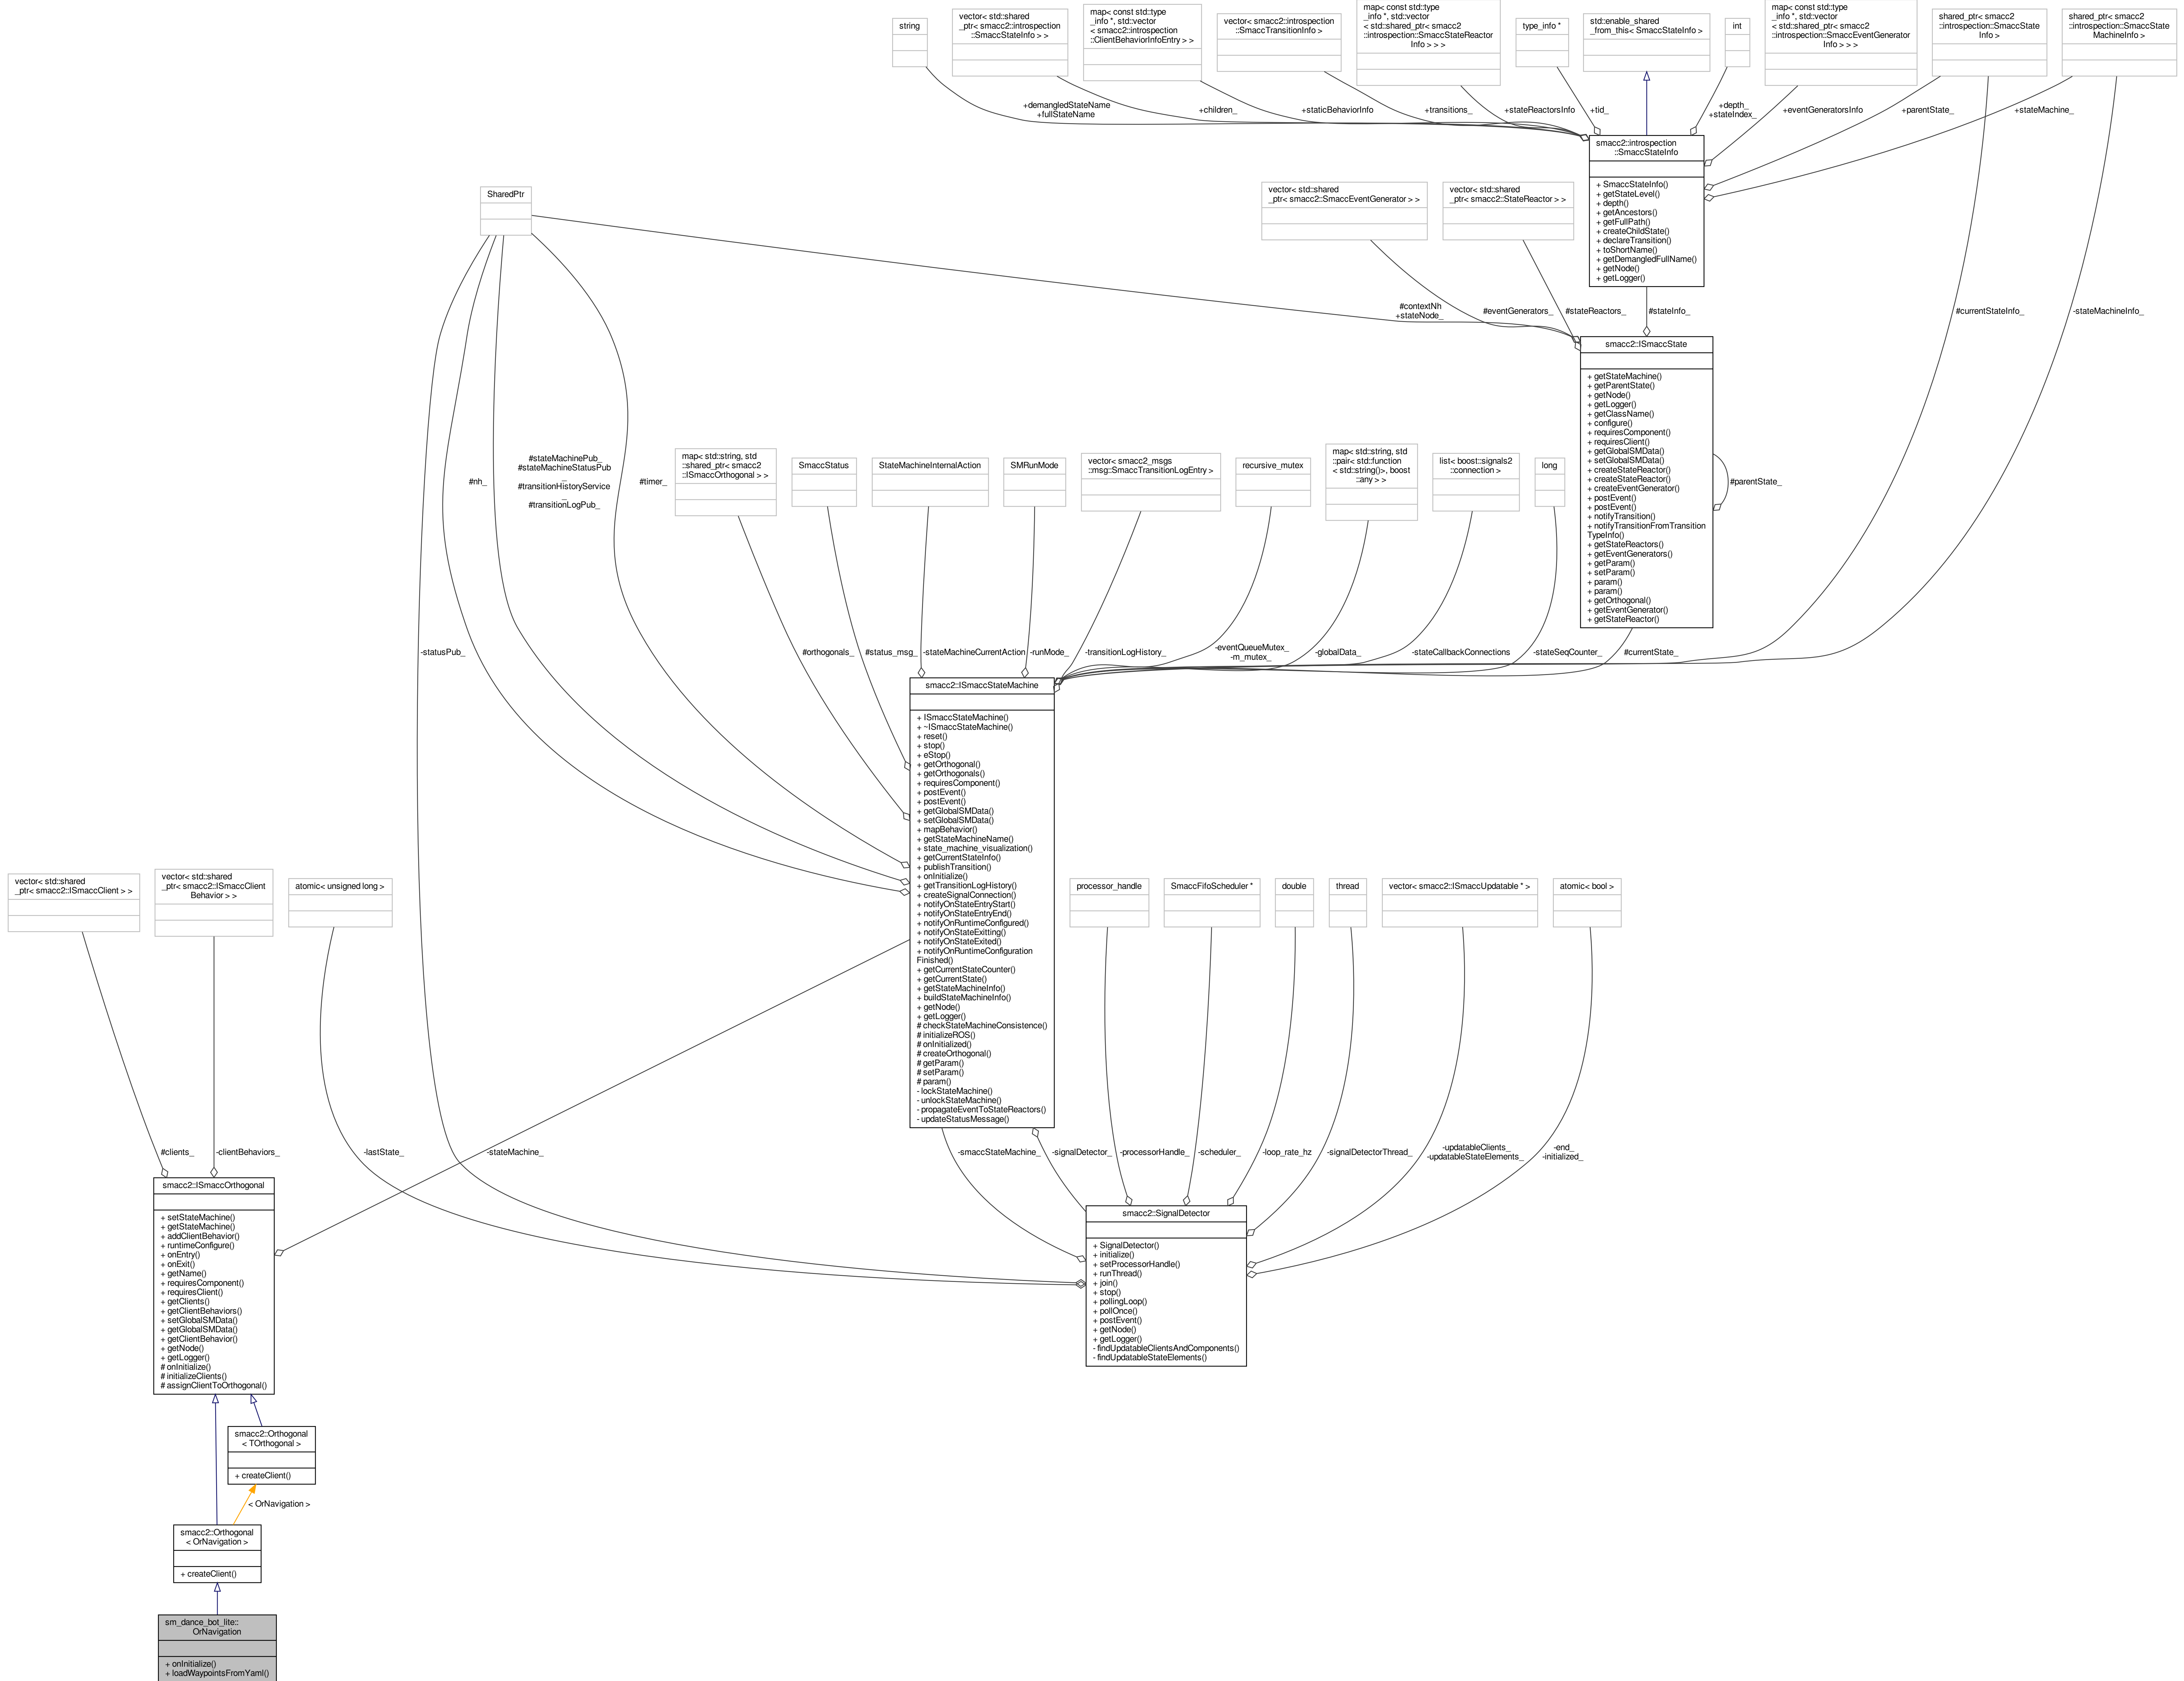 string
vector< std::shared
_ptr< smacc2::introspection
::SmaccStateInfo > >
map< const std::type
_info *, std::vector
< smacc2::introspection
::ClientBehaviorInfoEntry > >
vector< smacc2::introspection
::SmaccTransitionInfo >
map< const std::type
_info *, std::vector
< std::shared_ptr< smacc2
::introspection::SmaccStateReactor
Info > > >
type_info *
std::enable_shared
_from_this< SmaccStateInfo >
int
map< const std::type
_info *, std::vector
< std::shared_ptr< smacc2
::introspection::SmaccEventGenerator
Info > > >
shared_ptr< smacc2
::introspection::SmaccState
Info >
shared_ptr< smacc2
::introspection::SmaccState
MachineInfo >
+demangledStateName
+fullStateName
+children_
+staticBehaviorInfo
+transitions_
+stateReactorsInfo
+tid_
+depth_
+stateIndex_
+eventGeneratorsInfo
+parentState_
+stateMachine_
smacc2::introspection
::SmaccStateInfo
+ SmaccStateInfo()
+ getStateLevel()
+ depth()
+ getAncestors()
+ getFullPath()
+ createChildState()
+ declareTransition()
+ toShortName()
+ getDemangledFullName()
+ getNode()
+ getLogger()
SharedPtr
vector< std::shared
_ptr< smacc2::SmaccEventGenerator > >
vector< std::shared
_ptr< smacc2::StateReactor > >
#contextNh
+stateNode_
#eventGenerators_
#stateReactors_
#stateInfo_
#currentStateInfo_
-stateMachineInfo_
smacc2::ISmaccState
+ getStateMachine()
+ getParentState()
+ getNode()
+ getLogger()
+ getClassName()
+ configure()
+ requiresComponent()
+ requiresClient()
+ getGlobalSMData()
+ setGlobalSMData()
+ createStateReactor()
+ createStateReactor()
+ createEventGenerator()
+ postEvent()
+ postEvent()
+ notifyTransition()
+ notifyTransitionFromTransition
TypeInfo()
+ getStateReactors()
+ getEventGenerators()
+ getParam()
+ setParam()
+ param()
+ param()
+ getOrthogonal()
+ getEventGenerator()
+ getStateReactor()
#parentState_
#nh_
#stateMachinePub_
#stateMachineStatusPub
_
#transitionHistoryService
_
#transitionLogPub_
#timer_
map< std::string, std
::shared_ptr< smacc2
::ISmaccOrthogonal > >
SmaccStatus
StateMachineInternalAction
SMRunMode
vector< smacc2_msgs
::msg::SmaccTransitionLogEntry >
recursive_mutex
map< std::string, std
::pair< std::function
< std::string()>, boost
::any > >
list< boost::signals2
::connection >
long
-statusPub_
#orthogonals_
#status_msg_
-stateMachineCurrentAction
-runMode_
-transitionLogHistory_
-eventQueueMutex_
-m_mutex_
-globalData_
-stateCallbackConnections
-stateSeqCounter_
#currentState_
smacc2::ISmaccStateMachine
+ ISmaccStateMachine()
+ ~ISmaccStateMachine()
+ reset()
+ stop()
+ eStop()
+ getOrthogonal()
+ getOrthogonals()
+ requiresComponent()
+ postEvent()
+ postEvent()
+ getGlobalSMData()
+ setGlobalSMData()
+ mapBehavior()
+ getStateMachineName()
+ state_machine_visualization()
+ getCurrentStateInfo()
+ publishTransition()
+ onInitialize()
+ getTransitionLogHistory()
+ createSignalConnection()
+ notifyOnStateEntryStart()
+ notifyOnStateEntryEnd()
+ notifyOnRuntimeConfigured()
+ notifyOnStateExitting()
+ notifyOnStateExited()
+ notifyOnRuntimeConfiguration
Finished()
+ getCurrentStateCounter()
+ getCurrentState()
+ getStateMachineInfo()
+ buildStateMachineInfo()
+ getNode()
+ getLogger()
# checkStateMachineConsistence()
# initializeROS()
# onInitialized()
# createOrthogonal()
# getParam()
# setParam()
# param()
- lockStateMachine()
- unlockStateMachine()
- propagateEventToStateReactors()
- updateStatusMessage()
vector< std::shared
_ptr< smacc2::ISmaccClient > >
vector< std::shared
_ptr< smacc2::ISmaccClient
Behavior > >
atomic< unsigned long >
processor_handle
SmaccFifoScheduler *
double
thread
vector< smacc2::ISmaccUpdatable * >
atomic< bool >
#clients_
-clientBehaviors_
-lastState_
-stateMachine_
-smaccStateMachine_
-signalDetector_
-processorHandle_
-scheduler_
-loop_rate_hz
-signalDetectorThread_
-updatableClients_
-updatableStateElements_
-end_
-initialized_
smacc2::ISmaccOrthogonal
+ setStateMachine()
+ getStateMachine()
+ addClientBehavior()
+ runtimeConfigure()
+ onEntry()
+ onExit()
+ getName()
+ requiresComponent()
+ requiresClient()
+ getClients()
+ getClientBehaviors()
+ setGlobalSMData()
+ getGlobalSMData()
+ getClientBehavior()
+ getNode()
+ getLogger()
# onInitialize()
# initializeClients()
# assignClientToOrthogonal()
smacc2::SignalDetector
+ SignalDetector()
+ initialize()
+ setProcessorHandle()
+ runThread()
+ join()
+ stop()
+ pollingLoop()
+ pollOnce()
+ postEvent()
+ getNode()
+ getLogger()
- findUpdatableClientsAndComponents()
- findUpdatableStateElements()
smacc2::Orthogonal
< TOrthogonal >
+ createClient()
< OrNavigation >
smacc2::Orthogonal
< OrNavigation >
+ createClient()
sm_dance_bot_lite::
OrNavigation
+ onInitialize()
+ loadWaypointsFromYaml()